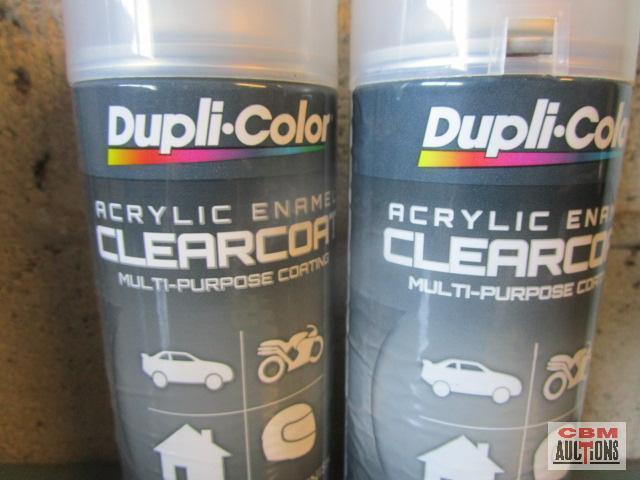 Dupli·Color
ACRYLIC ENAMEL
CLEARCOAT
MULTI-PURPOSE COATING
Dupli·Colo
ACRYLIC ENA
CLEARCO
MULTI-PURPOSE COA
CBM
AUCTIONS